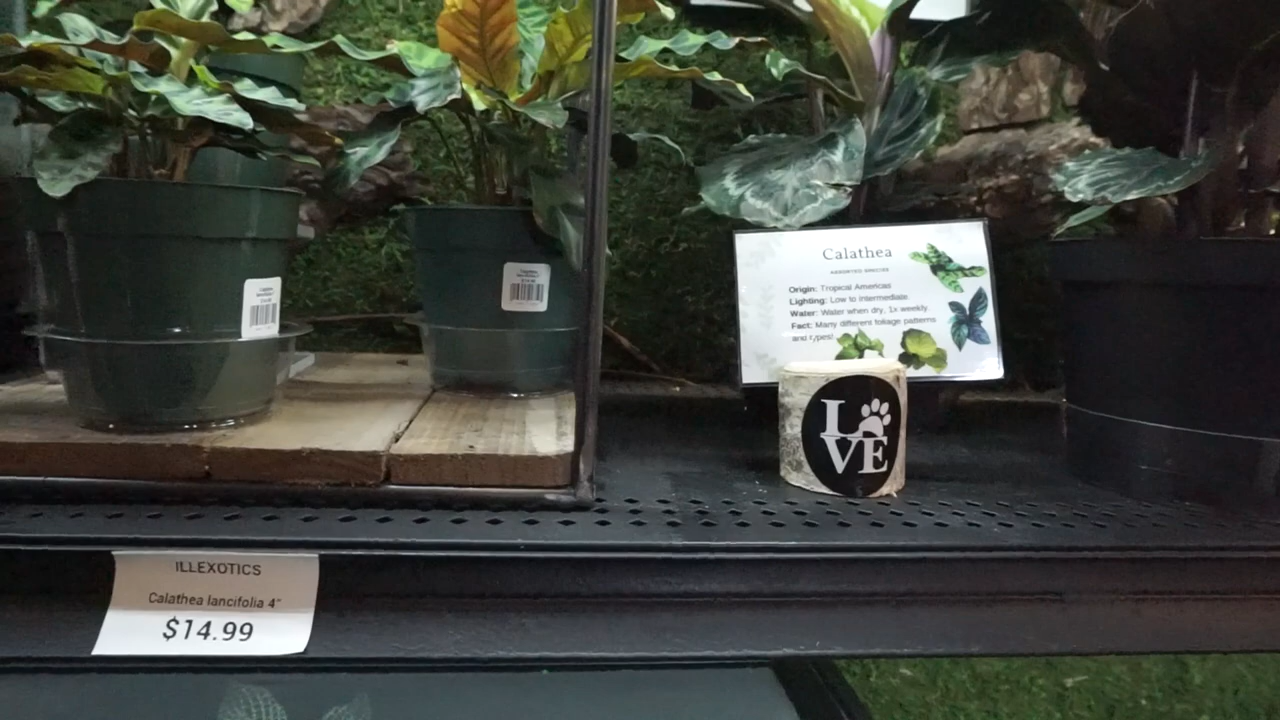 Calathea
ASSORTED SPECIES
Origin: Tropical Americas
Lighting: Low to intermediate
Water: Water when dry, 1x weekly
Fact: Many different foliage patterns
and types!
LOVE
ILLEXOTICS
Calathea lancifolia 4"
$14.99